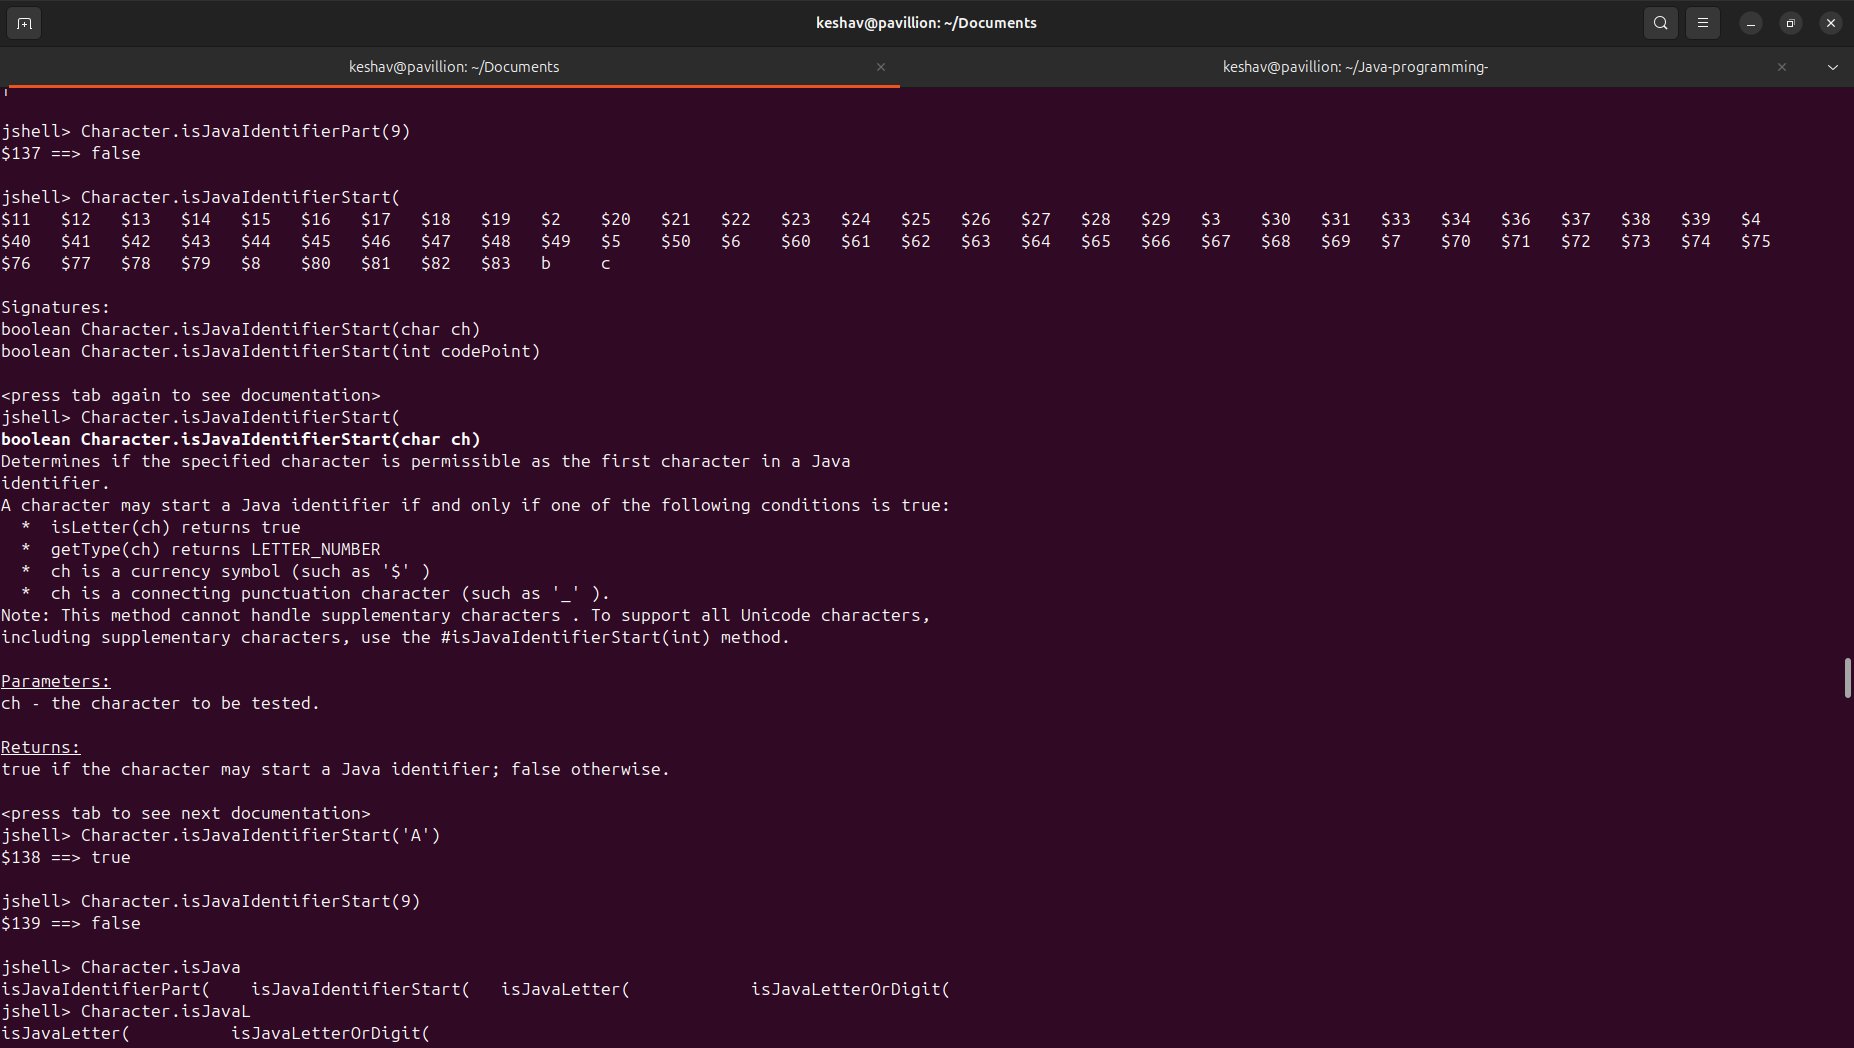 keshav@pavillion: ~/Documents
keshav@pavillion: ~/Documents
keshav@pavillion: ~/Java-programming-
jshell> Character.isJavaIdentifierPart(9)
$137 ==> false
jshell> Character.isJavaIdentifierStart(
$11 $12 $13 $14 $15 $16 $17 $18 $19 $2 $20 $21 $22 $23 $24 $25 $26 $27 $28 $29 $3 $30 $31 $33 $34 $36 $37 $38 $39 $4
$40 $41 $42 $43 $44 $45 $46 $47 $48 $49 $5 $50 $6 $60 $61 $62 $63 $64 $65 $66 $67 $68 $69 $7 $70 $71 $72 $73 $74 $75
$76 $77 $78 $79 $8 $80 $81 $82 $83 b c
Signatures:
boolean Character.isJavaIdentifierStart(char ch)
boolean Character.isJavaIdentifierStart(int codePoint)
<press tab again to see documentation>
jshell> Character.isJavaIdentifierStart(
boolean Character.isJavaIdentifierStart(char ch)
Determines if the specified character is permissible as the first character in a Java
identifier.
A character may start a Java identifier if and only if one of the following conditions is true:
* isLetter(ch) returns true
* getType(ch) returns LETTER_NUMBER
* ch is a currency symbol (such as '$' )
* ch is a connecting punctuation character (such as '_' ).
Note: This method cannot handle supplementary characters . To support all Unicode characters,
including supplementary characters, use the #isJavaIdentifierStart(int) method.
Parameters:
ch - the character to be tested.
Returns:
true if the character may start a Java identifier; false otherwise.
<press tab to see next documentation>
jshell> Character.isJavaIdentifierStart('A')
$138 ==> true
jshell> Character.isJavaIdentifierStart(9)
$139 ==> false
jshell> Character.isJava
isJavaIdentifierPart( isJavaIdentifierStart( isJavaLetter( isJavaLetterOrDigit(
jshell> Character.isJavaL
isJavaLetter( isJavaLetterOrDigit(